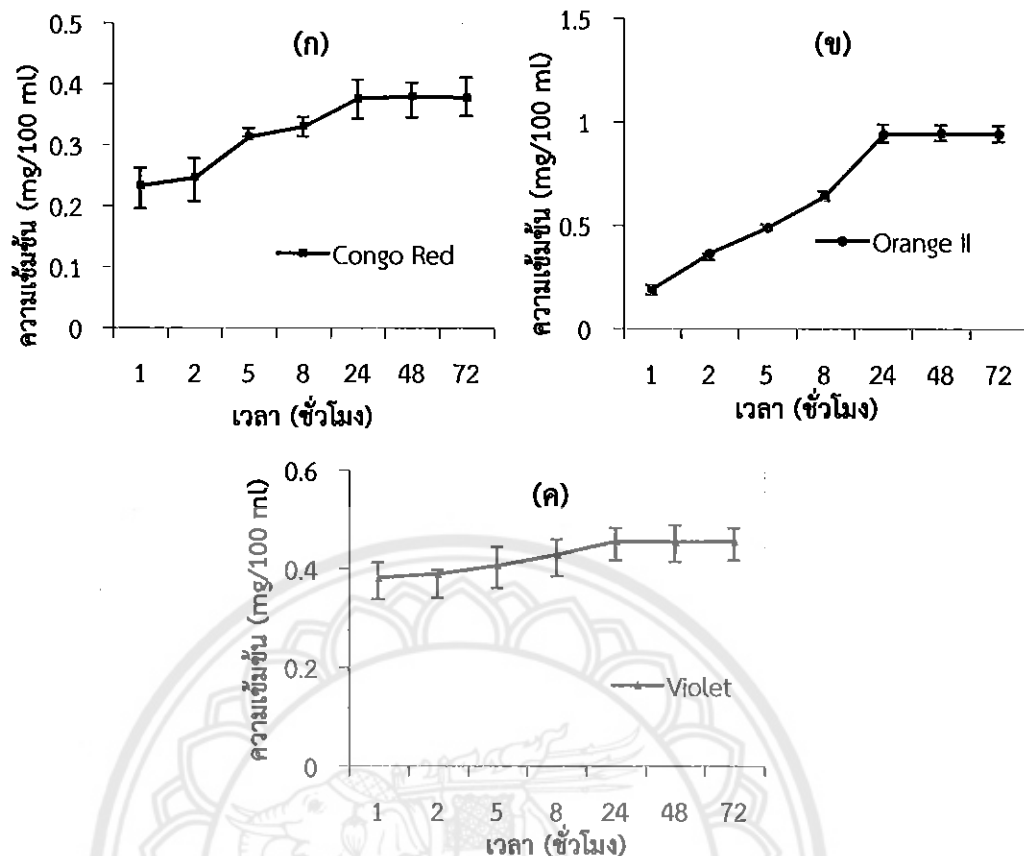 (ก)
ความเข้มข้น (mg/100 ml)
0.5
0.4
0.3
0.2
0.1
0
Congo Red
1 2 5 8 24 48 72
เวลา (ชั่วโมง)
(ข)
ความเข้มข้น (mg/100 ml)
1.5
1
0.5
0
Orange II
1 2 5 8 24 48 72
เวลา (ชั่วโมง)
(ค)
ความเข้มข้น (mg/100 ml)
0.6
0.4
0.2
0
Violet
1 2 5 8 24 48 72
เวลา (ชั่วโมง)